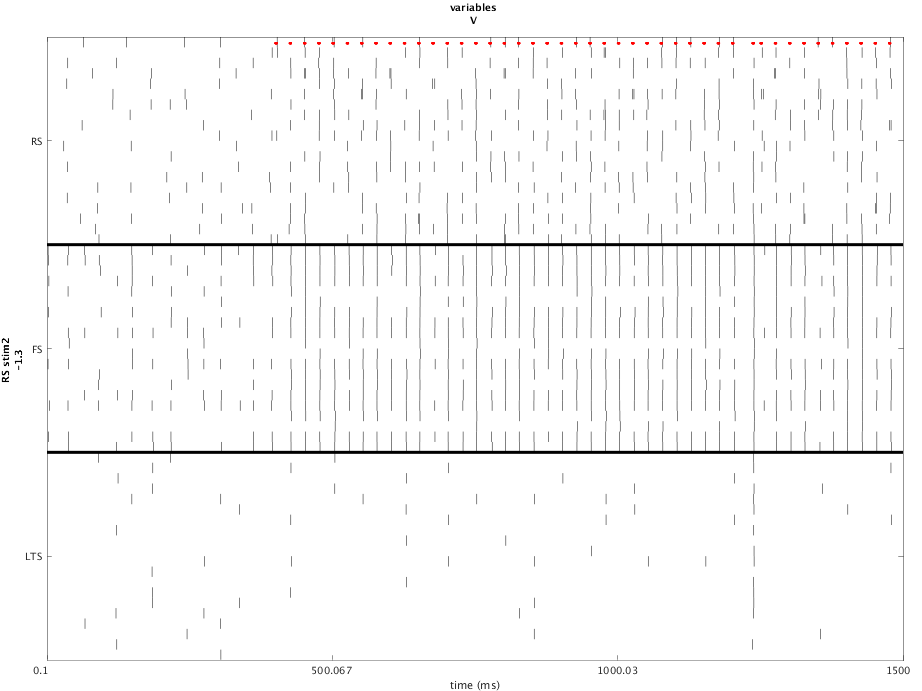 variables
V
RS
FS
LTS
RS stim2
-1.3
0.1
500.067
1000.03
1500
time (ms)